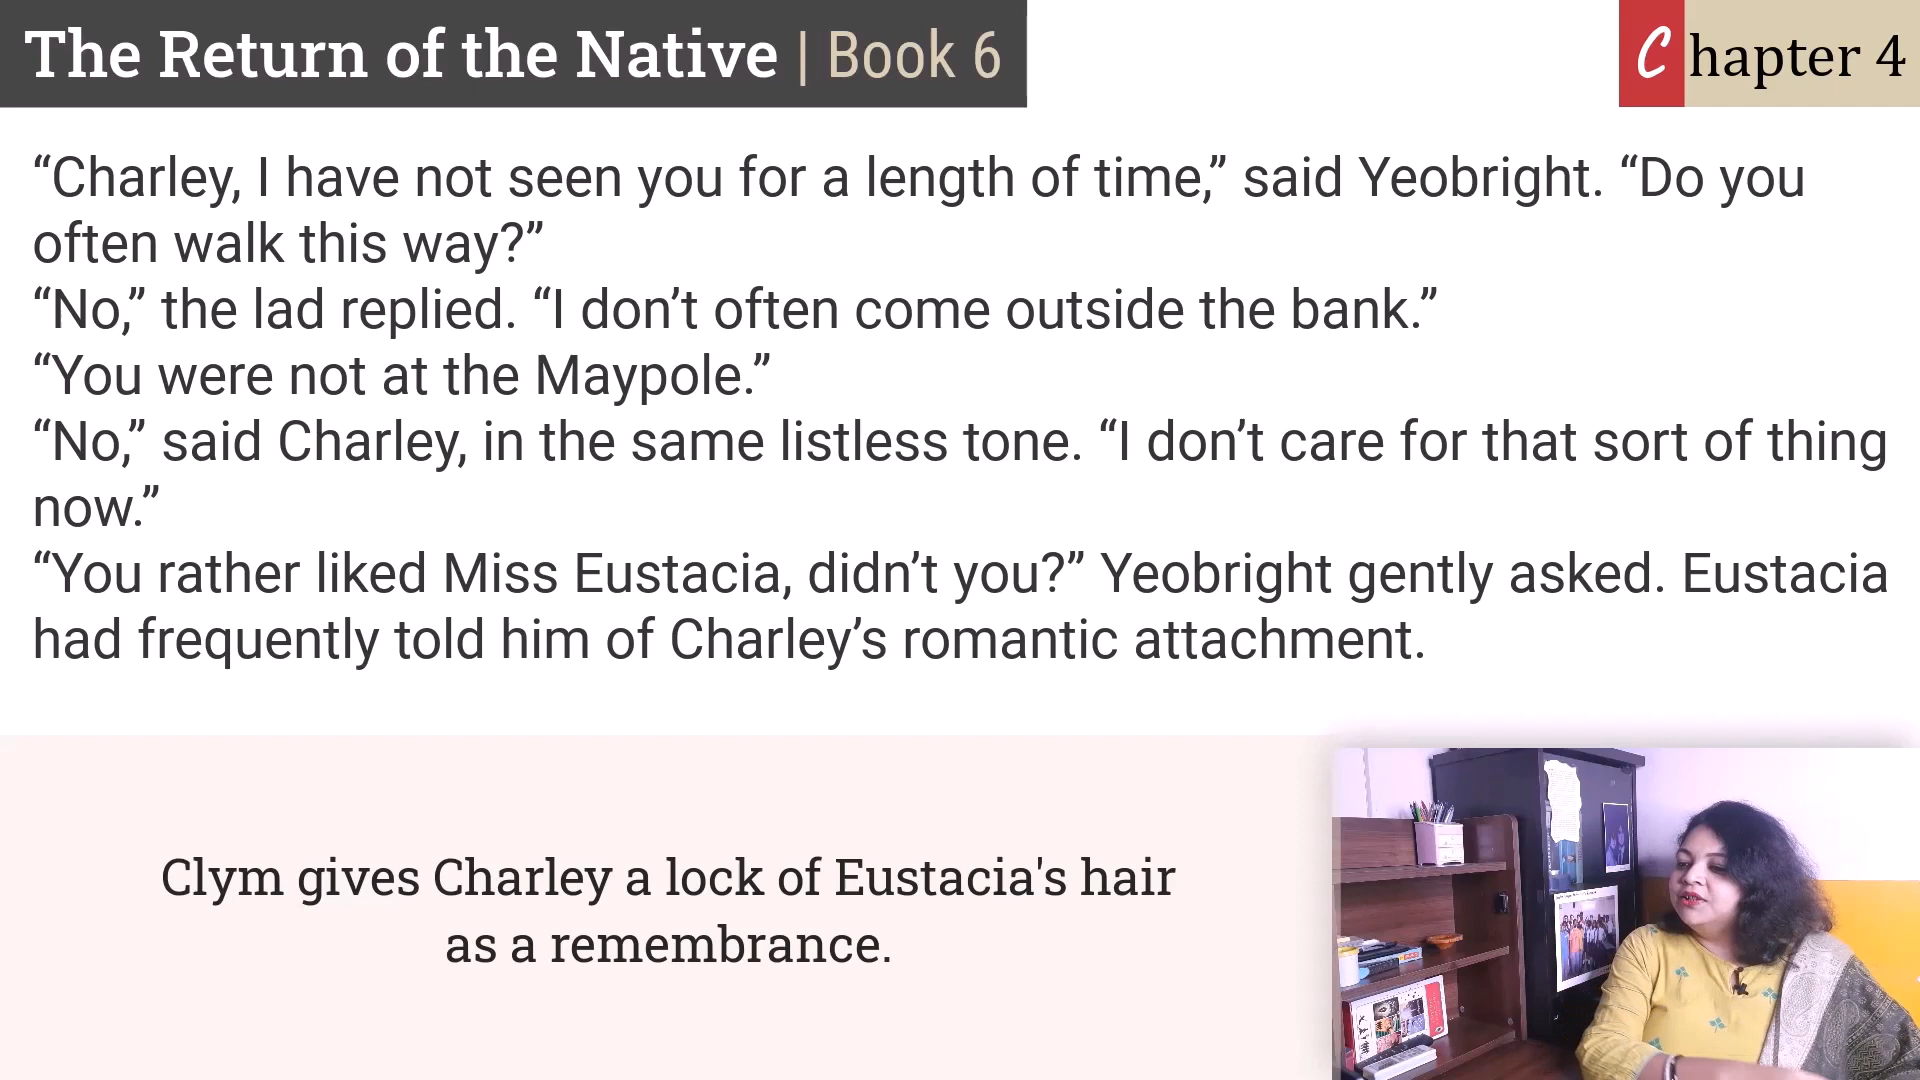 The Return of the Native | Book 6
Chapter 4
“Charley, I have not seen you for a length of time,” said Yeobright. “Do you
often walk this way?”
“No,” the lad replied. “I don’t often come outside the bank.”
“You were not at the Maypole.”
“No,” said Charley, in the same listless tone. “I don’t care for that sort of thing
now.”
“You rather liked Miss Eustacia, didn’t you?” Yeobright gently asked. Eustacia
had frequently told him of Charley’s romantic attachment.
Clym gives Charley a lock of Eustacia's hair
as a remembrance.